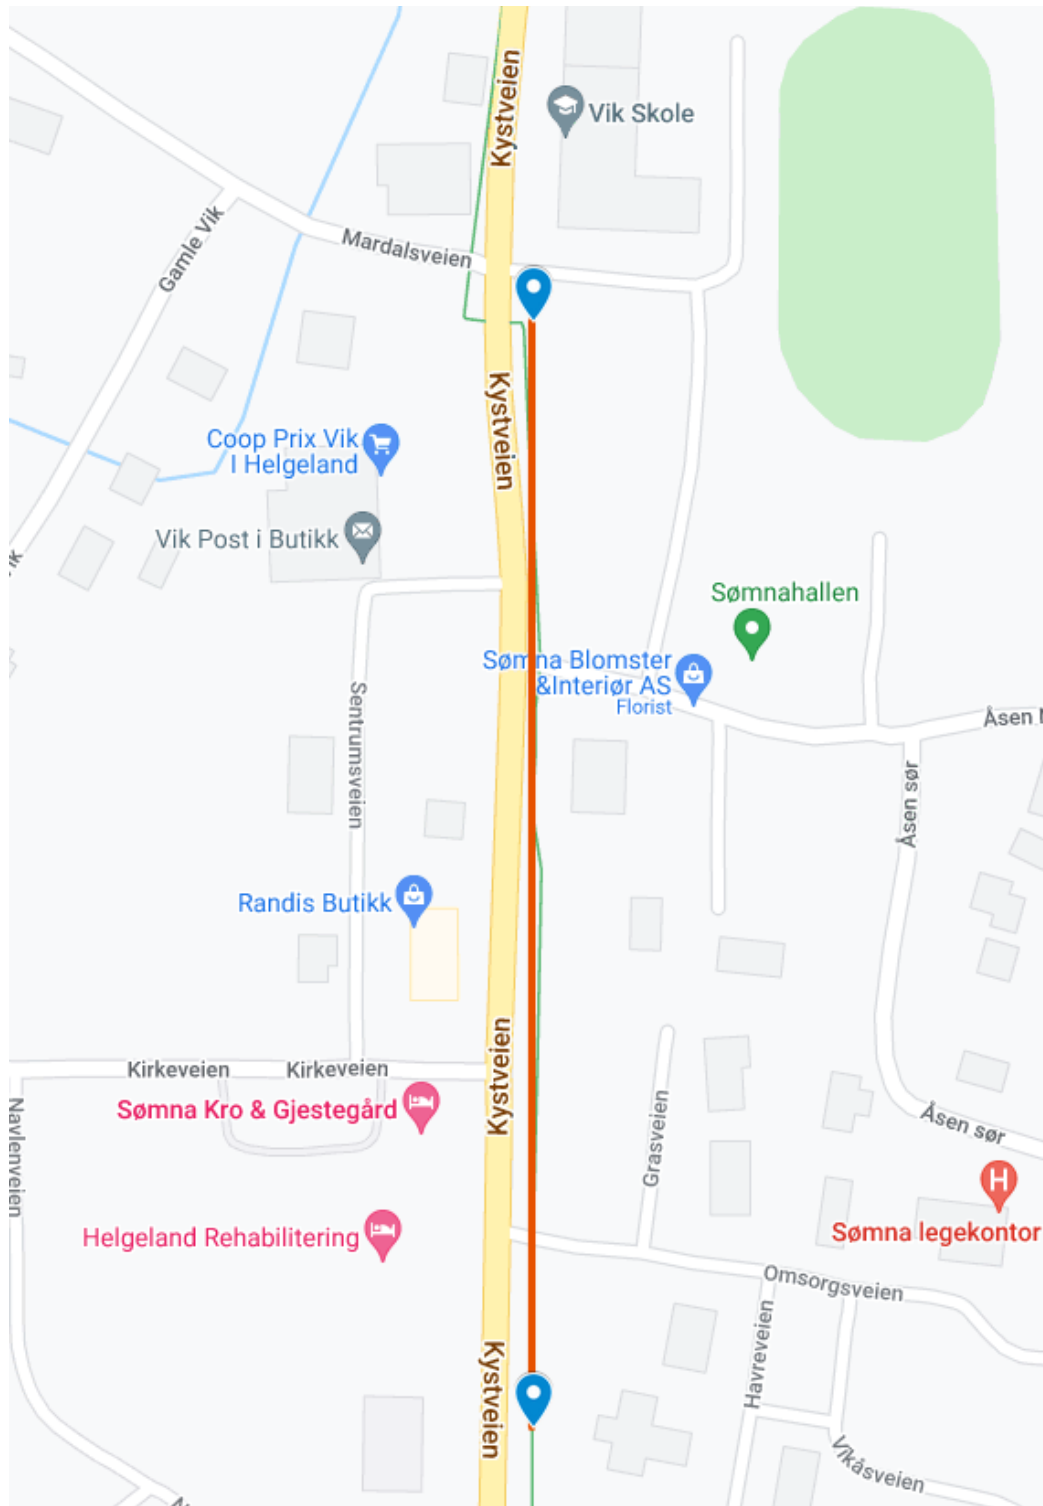 Kystveien
Vik Skole
Mardalsveien
Gamle Vik
Kystveien
Coop Prix Vik
I Helgeland
Vik Post i Butikk
Sømnahallen
Sømna Blomster
&Interiør AS
Florist
Sentrumsveien
Åsen
Åsen sør
Randis Butikk
Kystveien
Kirkeveien
Kirkeveien
Sømna Kro & Gjestegård
Navlenveien
Grasveien
Åsen sør
H
Sømna legekontor
Helgeland Rehabilitering
Omsorgsveien
Havreveien
Kystveien
Vikåsveien